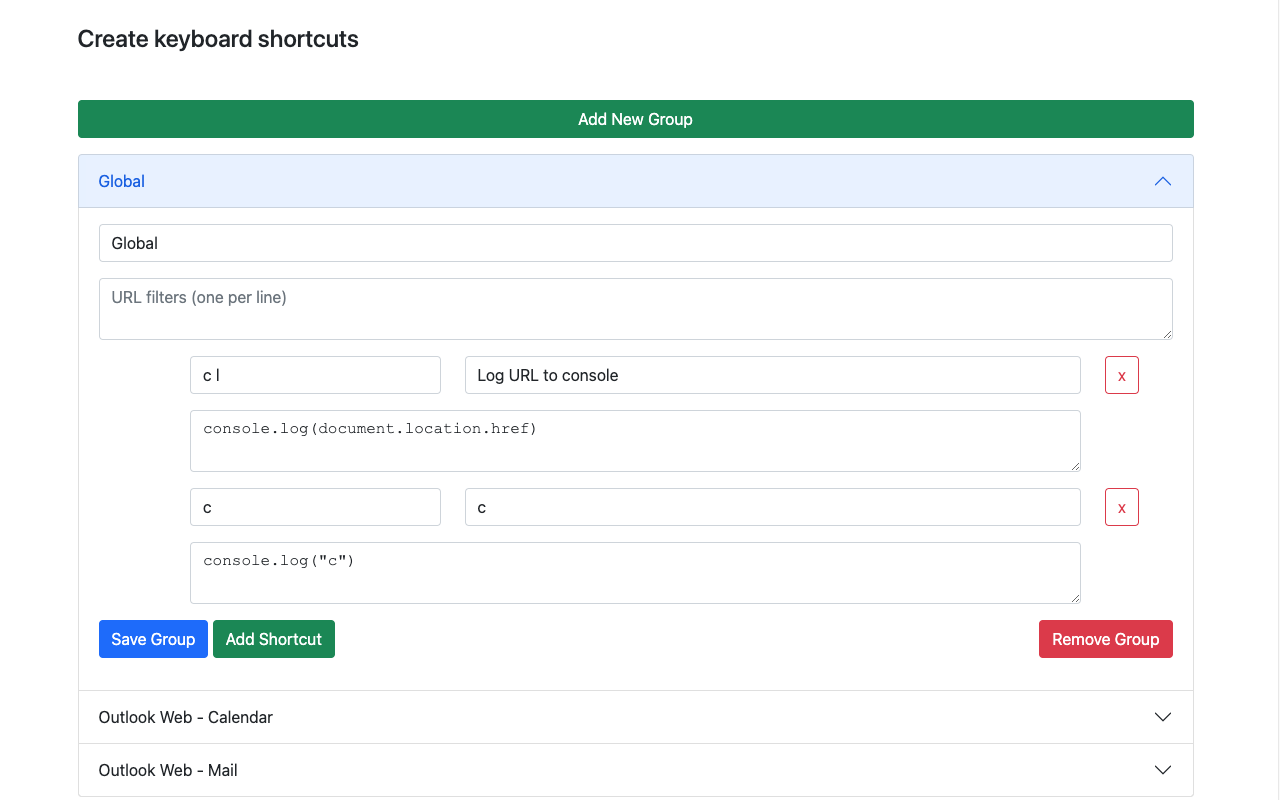 Create keyboard shortcuts
Add New Group
Global
Global
URL filters (one per line)
c l
Log URL to console
x
console.log(document.location.href)
c
c
x
console.log("c")
Save Group
Add Shortcut
Remove Group
Outlook Web - Calendar
Outlook Web - Mail